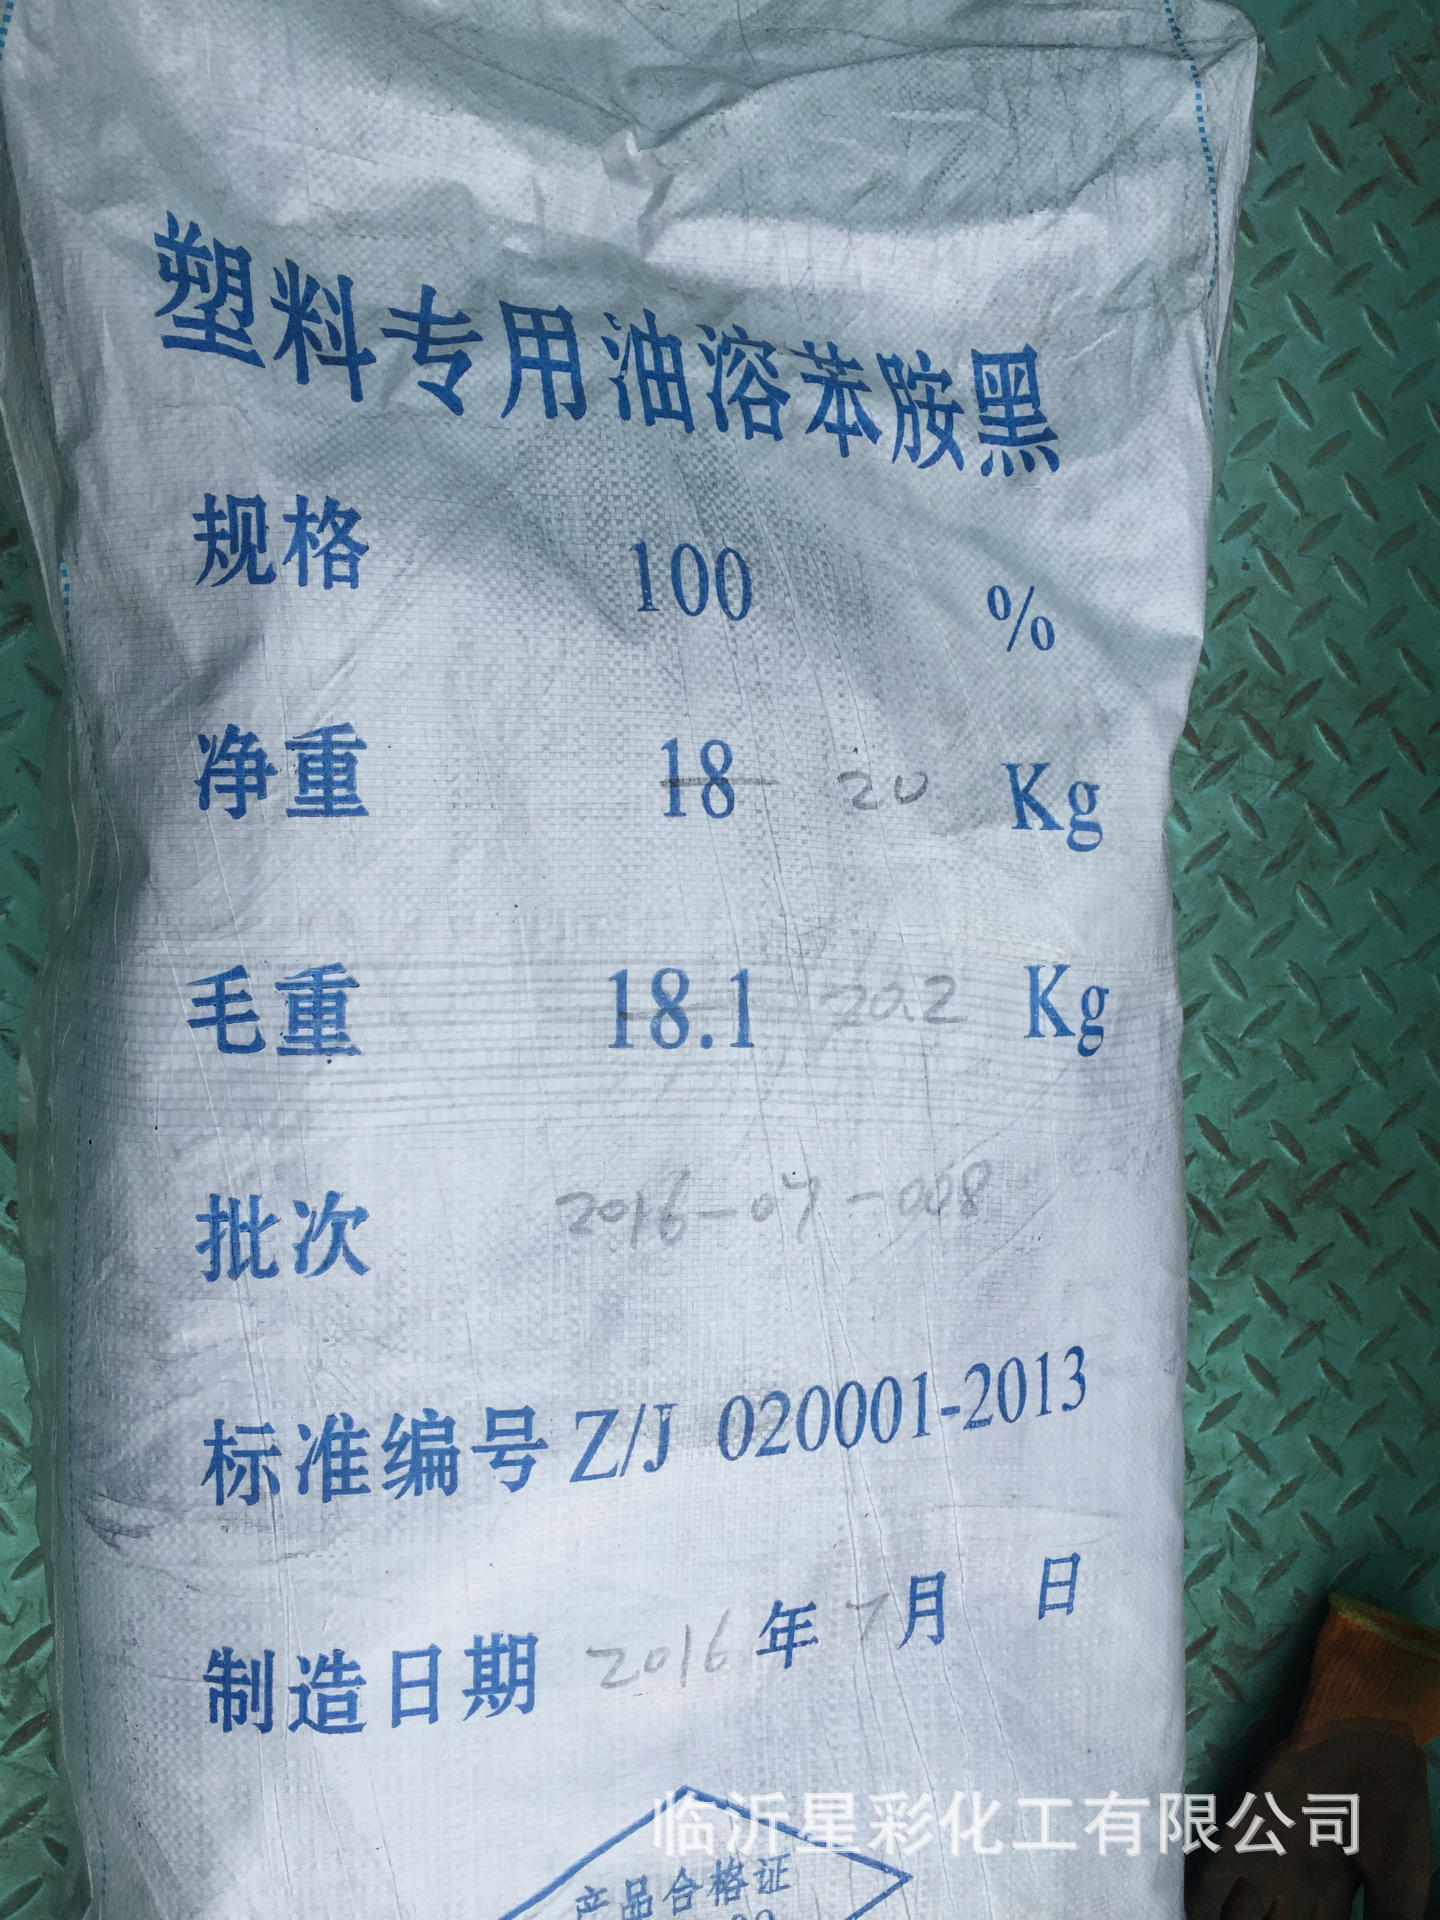 塑料专用油溶苯胺黑
规格 100 %
净重 18 20 Kg
毛重 18.1 20.2 Kg
批次 2016-07-008
标准编号 Z/J 020001-2013
制造日期 2016 年 7 月 日
临沂星彩化工有限公司
产品合格证